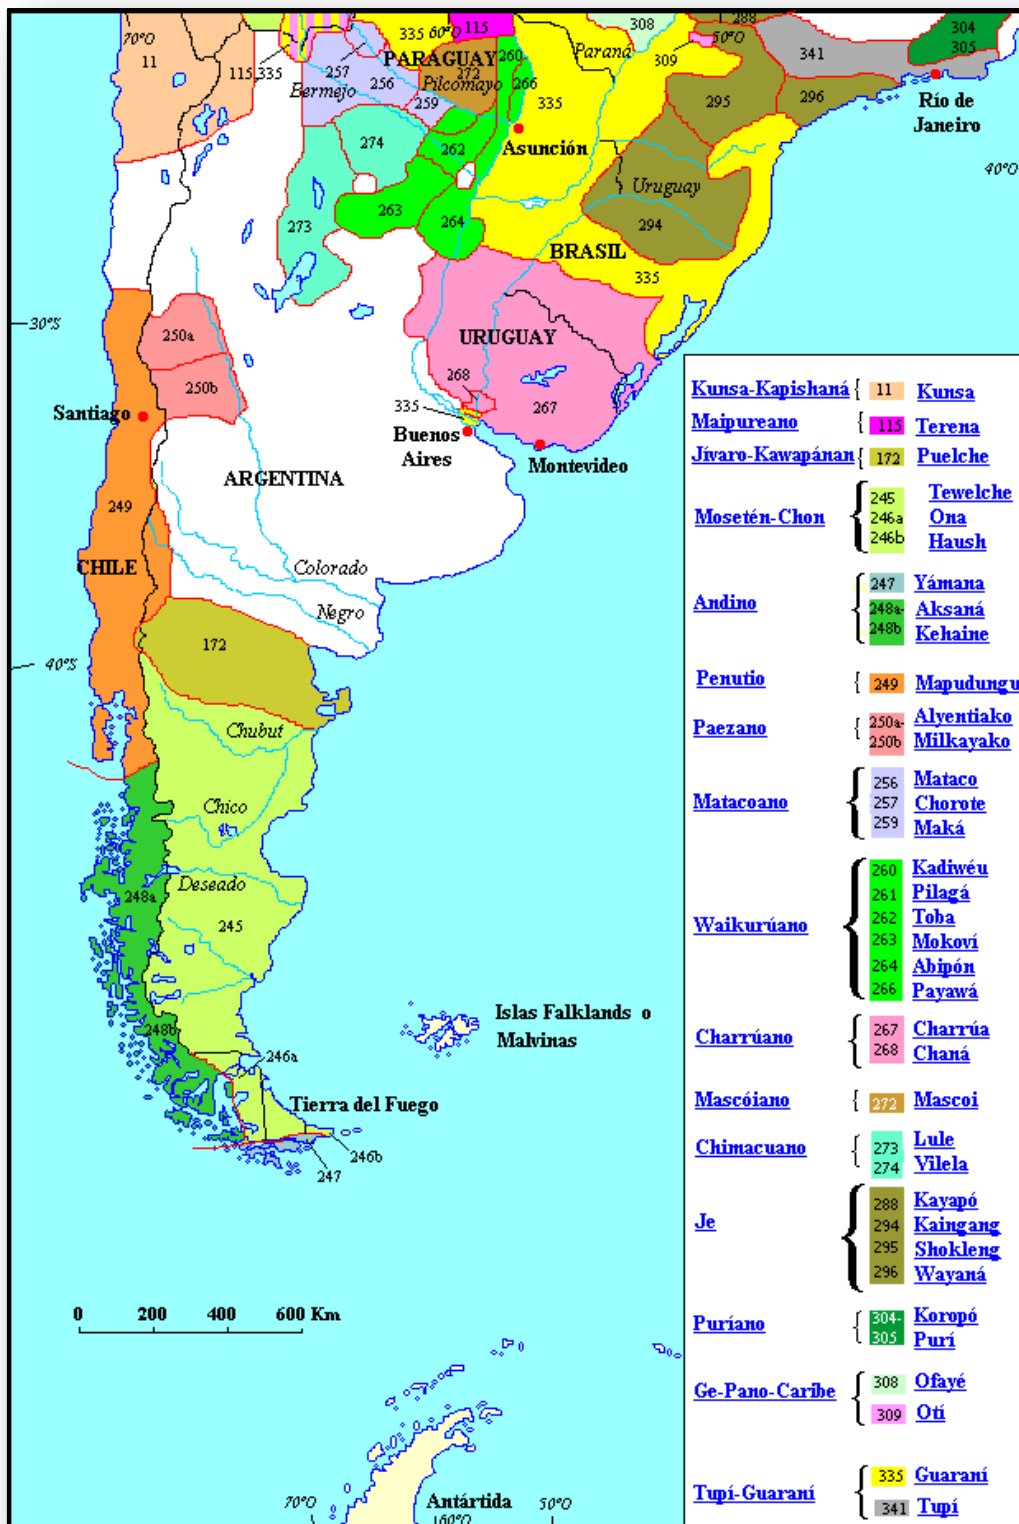 70°O
11
115
335
335
60°O
115
308
288
50°O
304
305
341
PARAGUAY
257
256
259
Bermejo
272
Pilcomayo
260
266
Paraná
309
335
295
296
Río de
Janeiro
274
262
Asunción
40°O
263
264
Uruguay
273
294
BRASIL
335
30°S
250a
250b
URUGUAY
268
335
267
Santiago
Buenos
Aires
Montevideo
ARGENTINA
249
CHILE
Colorado
Negro
172
40°S
Chubut
Chico
Deseado
248a
245
248b
246a
Islas Falklands o
Malvinas
Tierra del Fuego
246b
247
0 200 400 600 Km
70°O
Antártida
60°O
50°O
Kunsa-Kapishaná { 11 Kunsa
Maipureano { 115 Terena
Jívaro-Kawapánan { 172 Puelche
Mosetén-Chon { 245 Tewelche
246a Ona
246b Haush
Andino { 247 Yámana
248a- Aksaná
248b Kehaine
Penutio { 249 Mapudungu
Paezano { 250a- Alyentiako
250b Milkayako
Matacoano { 256 Mataco
257 Chorote
259 Maká
Waikurúano { 260 Kadiwéu
261 Pilagá
262 Toba
263 Mokoví
264 Abipón
266 Payawá
Charrúano { 267 Charrúa
268 Chaná
Mascóiano { 272 Mascoi
Chimacuano { 273 Lule
274 Vilela
Je { 288 Kayapó
294 Kaingang
295 Shokleng
296 Wayaná
Puríano { 304- Koropó
305 Purí
Ge-Pano-Caribe { 308 Ofayé
309 Otí
Tupí-Guaraní { 335 Guaraní
341 Tupí